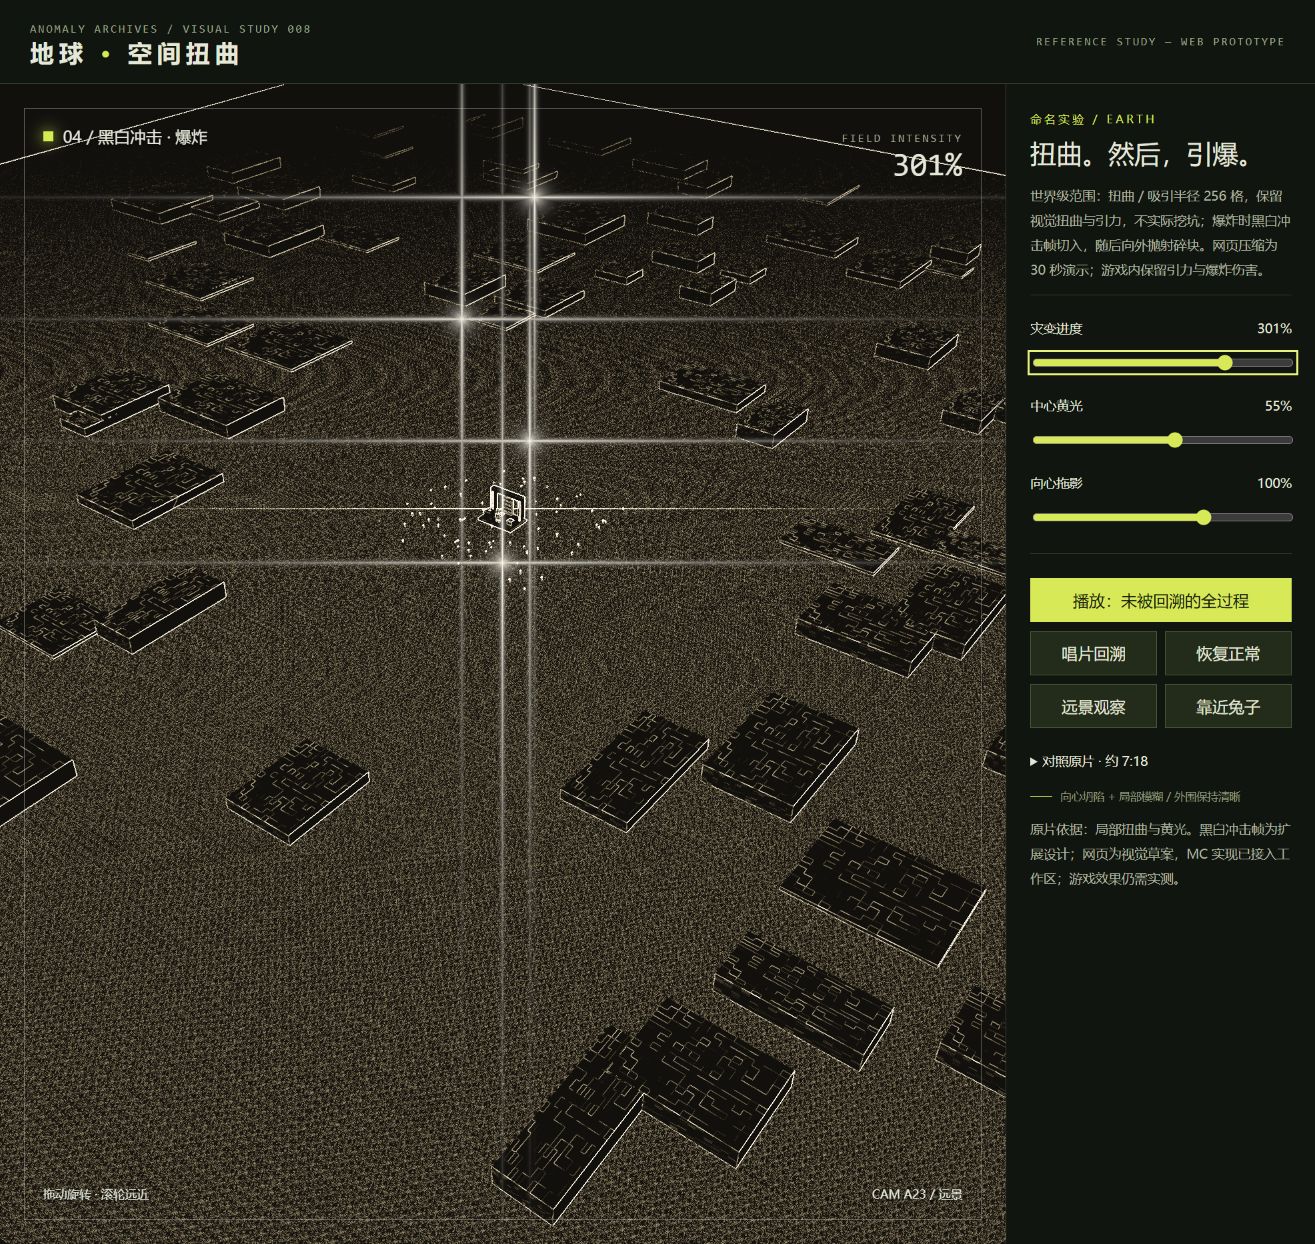 ANOMALY ARCHIVES / VISUAL STUDY 008
地球 • 空间扭曲
REFERENCE STUDY — WEB PROTOTYPE
04 / 黑白冲击 · 爆炸
FIELD INTENSITY
301%
拖动旋转 · 滚轮远近
CAM A23 / 远景
命名实验 / EARTH
扭曲。然后，引爆。
世界级范围：扭曲 / 吸引半径 256 格，保留
视觉扭曲与引力，不实际挖坑；爆炸时黑白冲
击帧切入，随后向外抛射碎块。网页压缩为
30 秒演示；游戏内保留引力与爆炸伤害。
灾变进度 301%
中心黄光 55%
向心拖影 100%
播放：未被回溯的全过程
唱片回溯 恢复正常
远景观察 靠近兔子
▶ 对照原片 · 约 7:18
向心坍陷 + 局部模糊 / 外围保持清晰
原片依据：局部扭曲与黄光。黑白冲击帧为扩
展设计；网页为视觉草案，MC 实现已接入工
作区；游戏效果仍需实测。